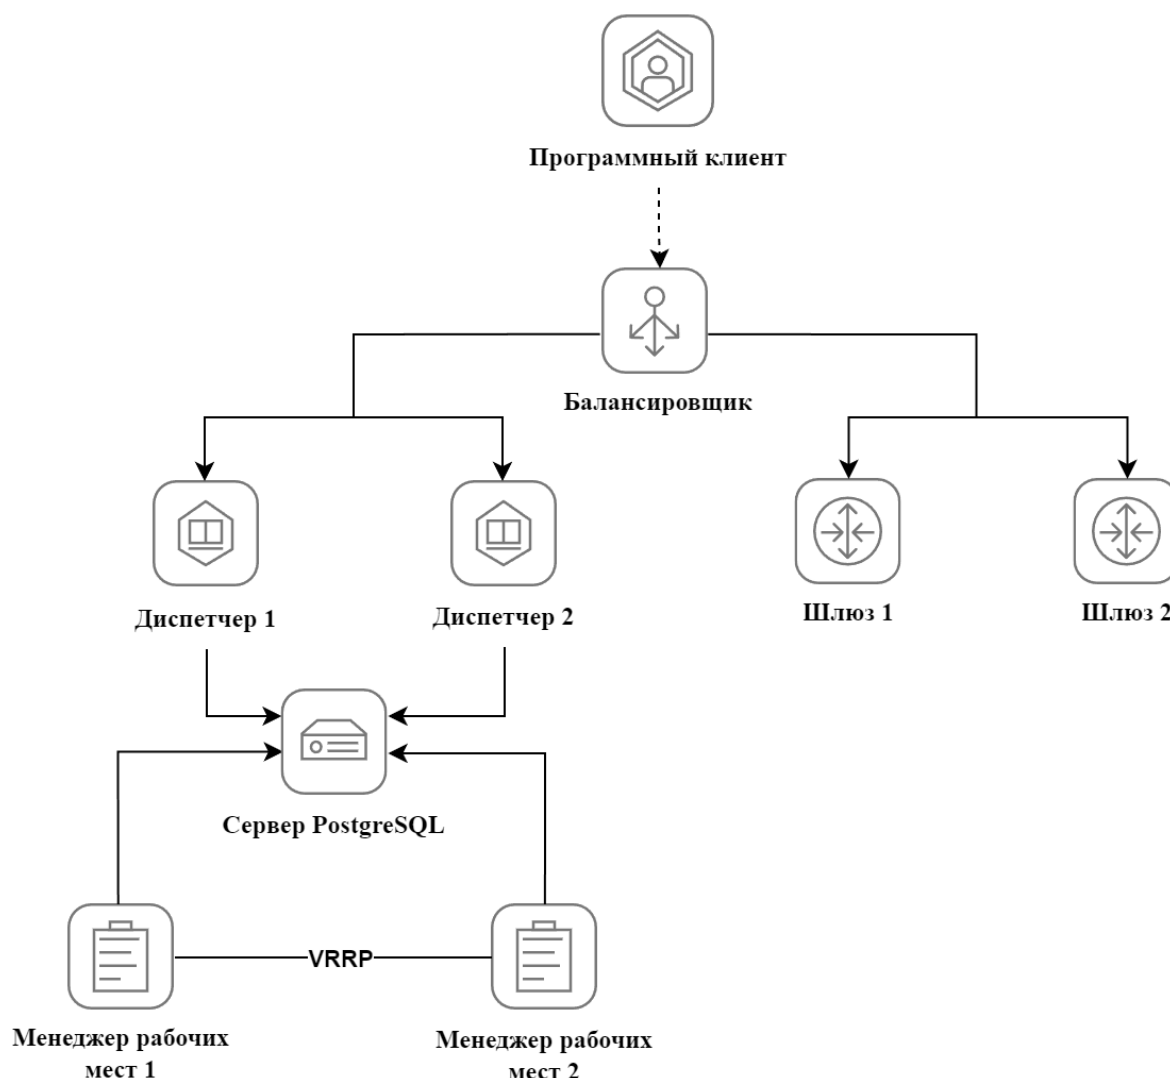 Программный клиент
Балансировщик
Диспетчер 1
Диспетчер 2
Шлюз 1
Шлюз 2
Сервер PostgreSQL
VRRP
Менеджер рабочих
мест 1
Менеджер рабочих
мест 2